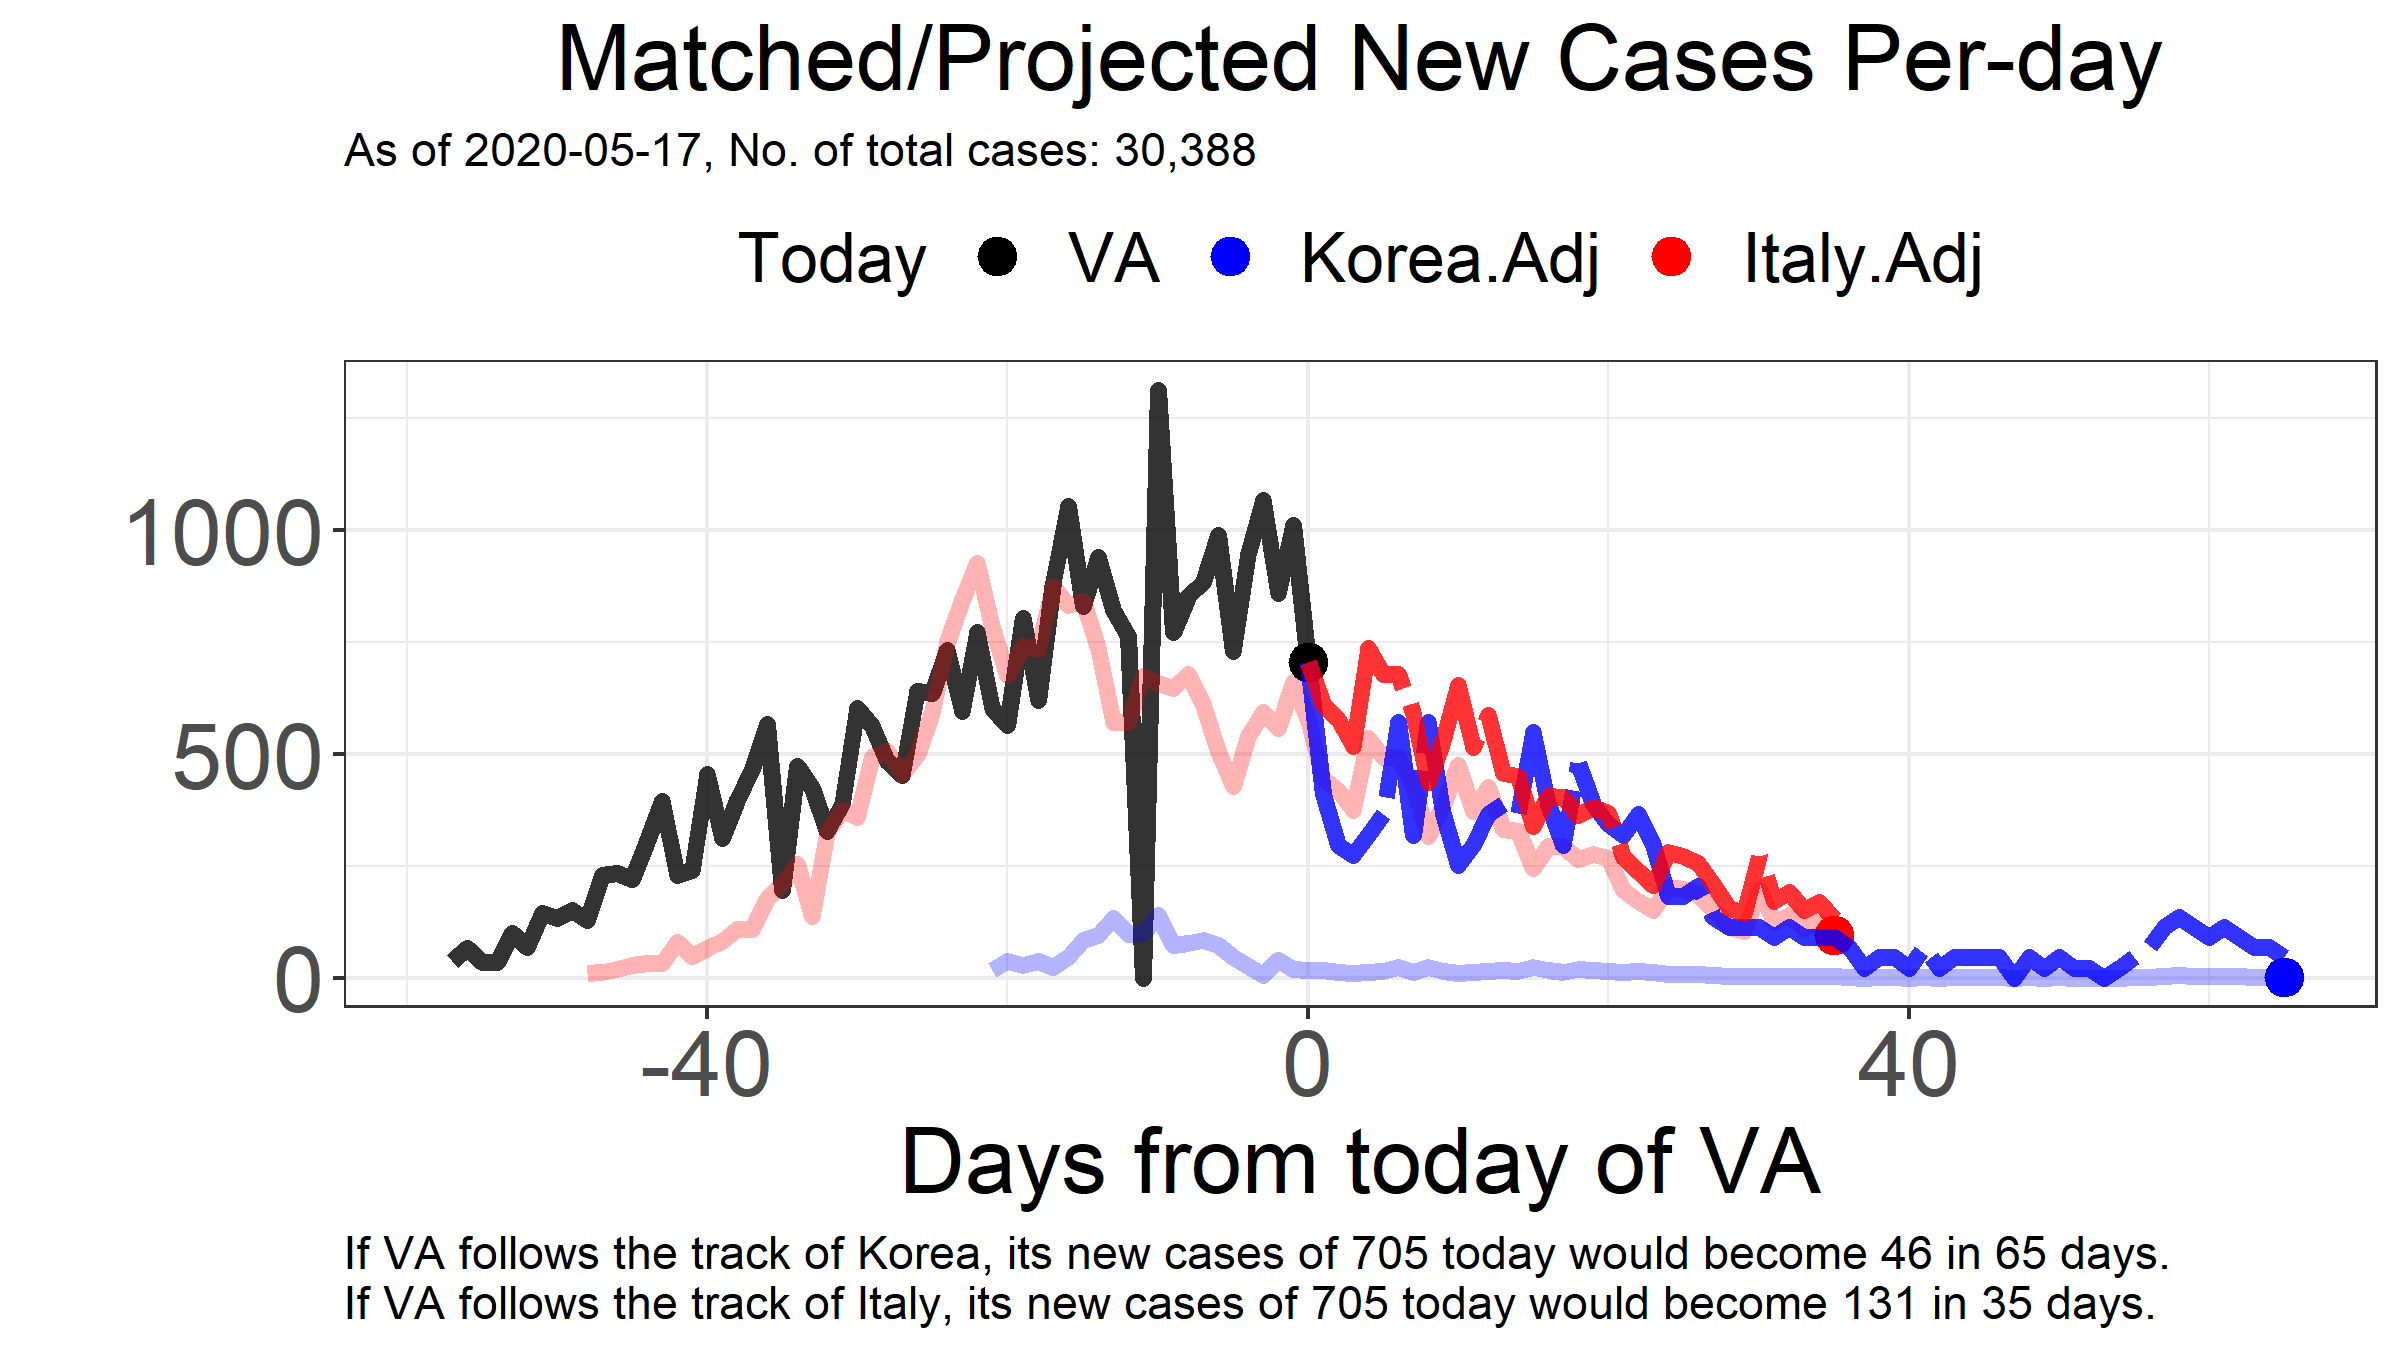 Matched/Projected New Cases Per-day
As of 2020-05-17, No. of total cases: 30,388
Today VA Korea.Adj Italy.Adj
1000
500
0
-40 0 40
Days from today of VA
If VA follows the track of Korea, its new cases of 705 today would become 46 in 65 days.
If VA follows the track of Italy, its new cases of 705 today would become 131 in 35 days.